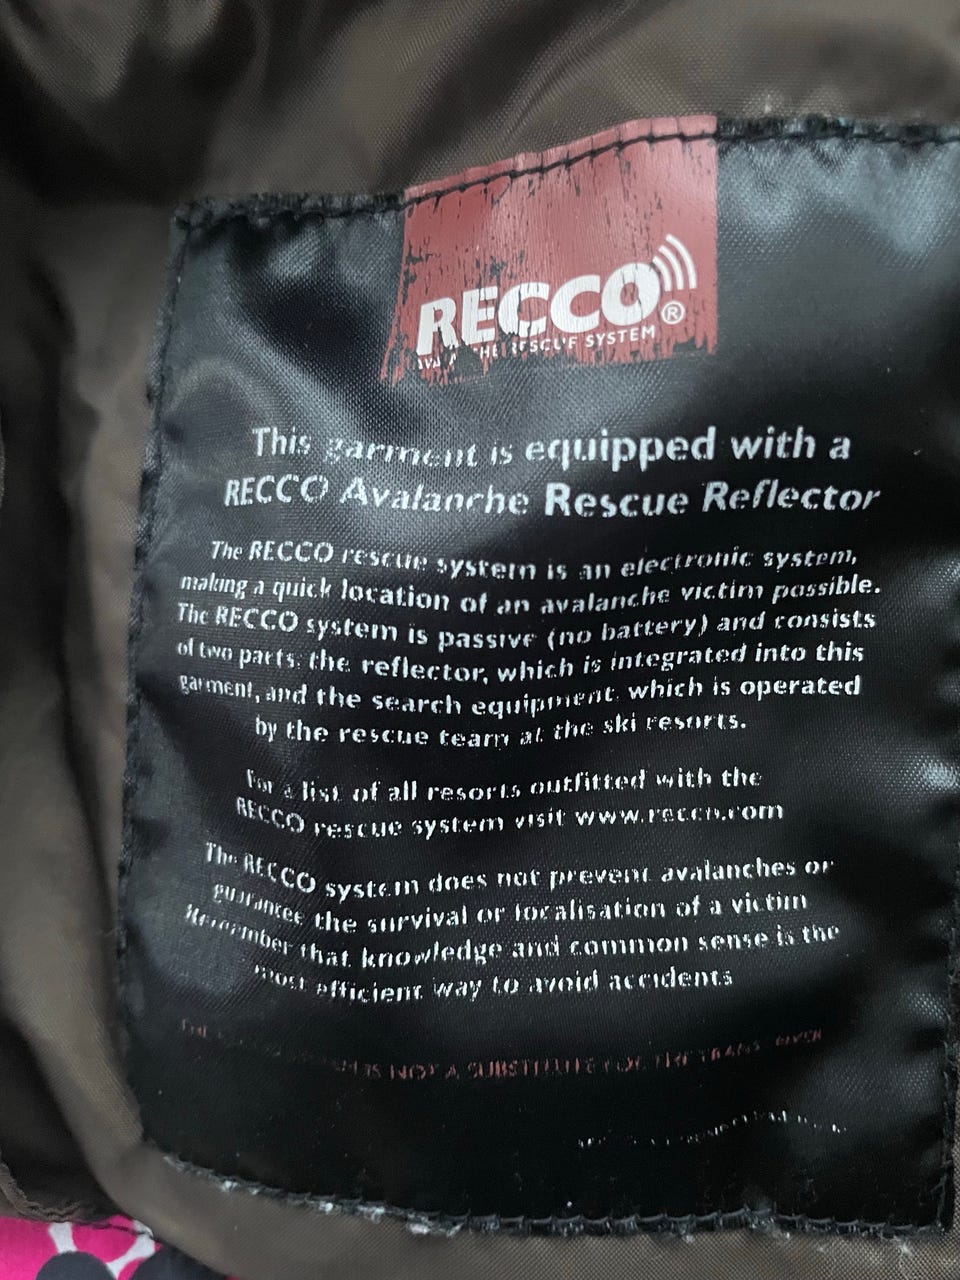 RECCO®
RESCUE SYSTEM
This garment is equipped with a
RECCO Avalanche Rescue Reflector
The RECCO rescue system is an electronic system,
making a quick location of an avalanche victim possible.
The RECCO system is passive (no battery) and consists
of two parts: the reflector, which is integrated into this
garment, and the search equipment which is operated
by the rescue team at the ski resorts.
For a list of all resorts outfitted with the
RECCO rescue system visit www.recco.com
The RECCO system does not prevent avalanches or
guarantee the survival or localisation of a victim
Remember that knowledge and common sense is the
most efficient way to avoid accidents
IS NOT A SUBSTITUTE